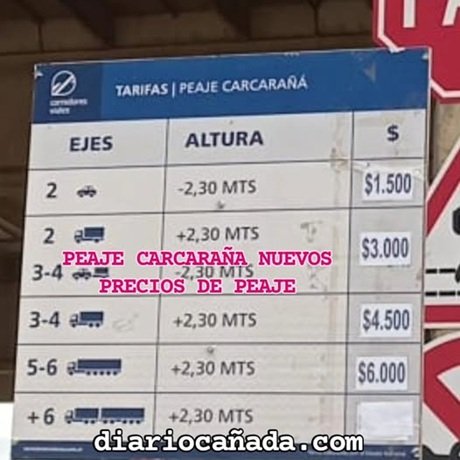 corredores
viales
TARIFAS | PEAJE CARCARAÑÁ
EJES ALTURA $
2 -2,30 MTS $1.500
2 +2,30 MTS
$3.000
PEAJE CARCARAÑA NUEVOS
3-4 -2,30 MTS
PRECIOS DE PEAJE
3-4 +2,30 MTS $4.500
5-6 +2,30 MTS $6.000
+6 +2,30 MTS
diariocañada.com